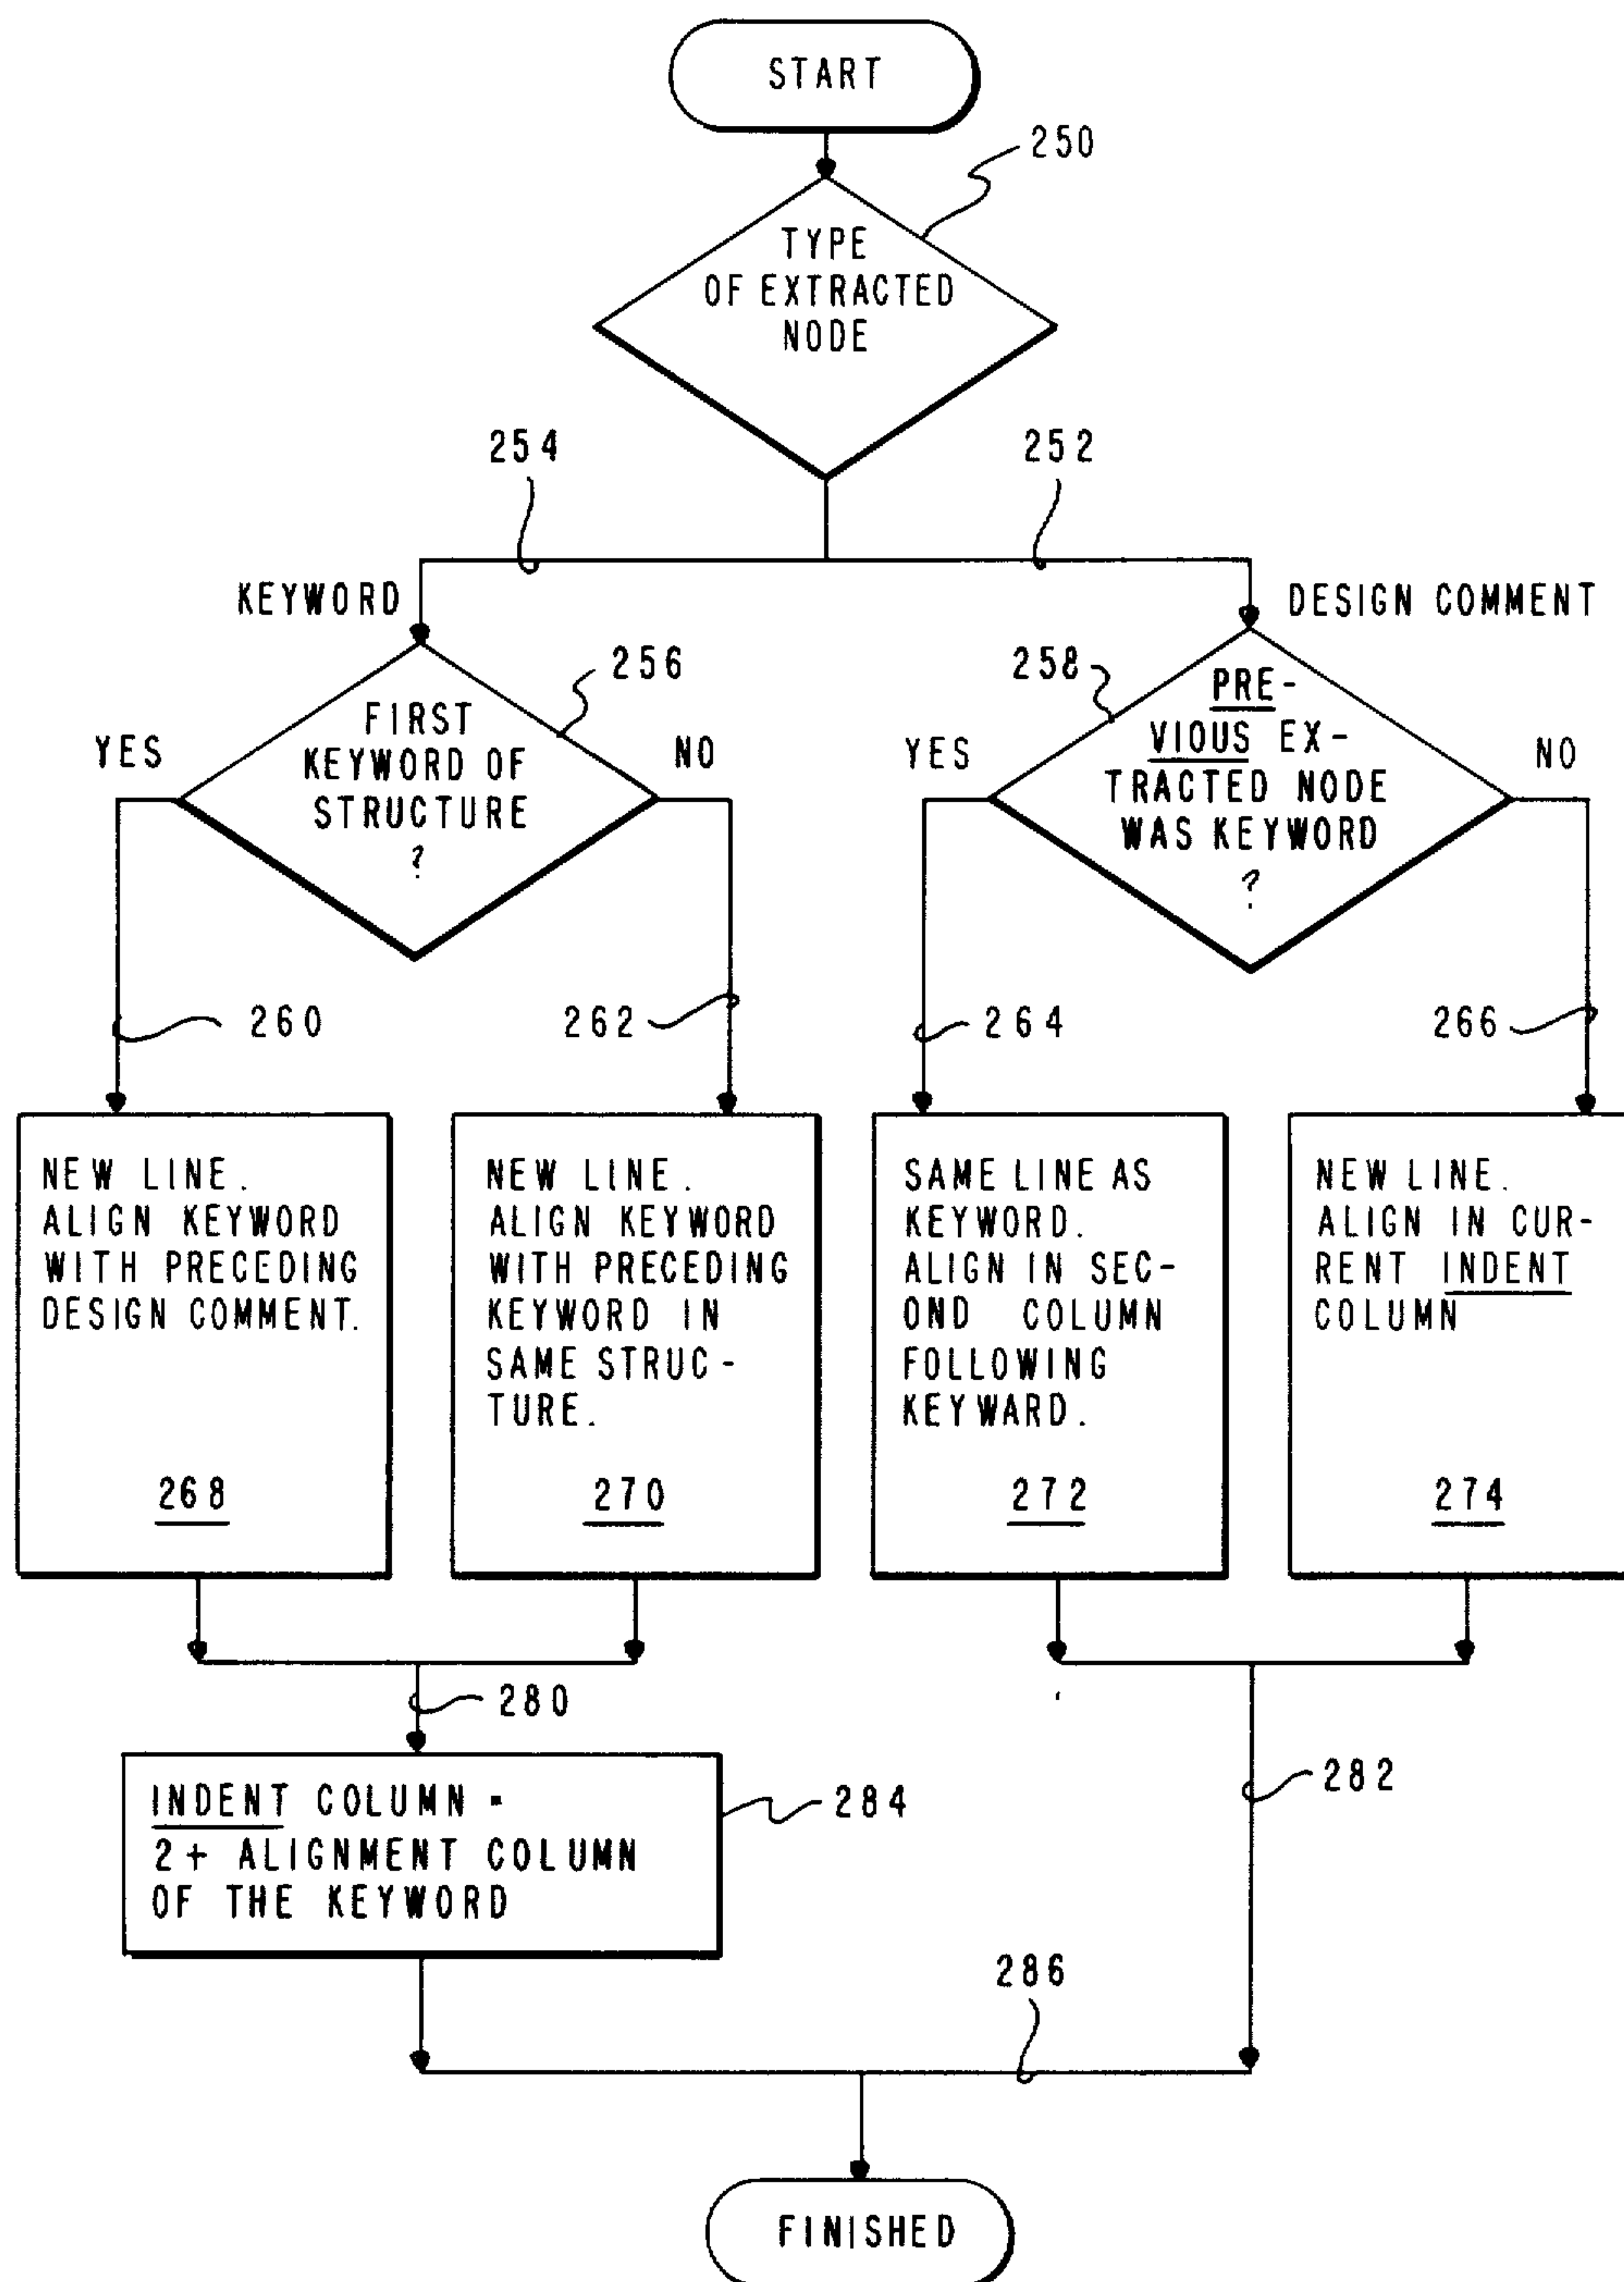 START
250
TYPE
OF EXTRACTED
NODE
254
252
KEYWORD
DESIGN COMMENT
256
FIRST
KEYWORD OF
STRUCTURE
?
YES
NO
258
PRE-
VIOUS EX-
TRACTED NODE
WAS KEYWORD
?
YES
NO
260
262
264
266
NEW LINE.
ALIGN KEYWORD
WITH PRECEDING
DESIGN COMMENT.
268
NEW LINE.
ALIGN KEYWORD
WITH PRECEDING
KEYWORD IN
SAME STRUC-
TURE.
270
SAME LINE AS
KEYWORD.
ALIGN IN SEC-
OND COLUMN
FOLLOWING
KEYWARD.
272
NEW LINE.
ALIGN IN CUR-
RENT INDENT
COLUMN
274
280
282
INDENT COLUMN =
2+ ALIGNMENT COLUMN
OF THE KEYWORD
284
286
FINISHED